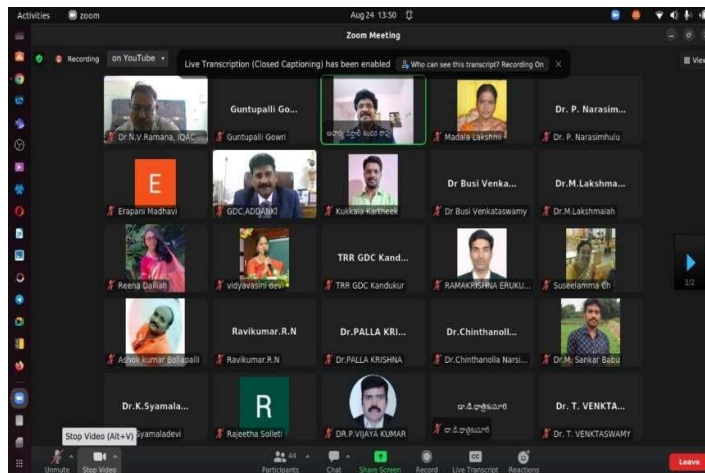 Activities zoom Aug 24 13:50
Zoom Meeting
Recording on YouTube
Live Transcription (Closed Captioning) has been enabled Who can see this transcript? Recording On
View
Dr N.V.Ramana, IQAC
Guntupalli Go...
Guntupalli Gowri
Madala Lakshmi
Dr. P. Narasim...
Dr. P. Narasimhulu
E
Erapani Madhavi
GDC,ADDANKI
Kukkala Kartheek
Dr Busi Venka...
Dr Busi Venkataswamy
Dr.M.Lakshma...
Dr.M.Lakshmaiah
Reena Dalliah
vidyavasini devi
TRR GDC Kand...
TRR GDC Kandukur
RAMAKRISHNA ERUKU...
Suseelamma Ch
1/2
Ashok kumar Bollapalli
Ravikumar.R.N
Ravikumar.R.N
Dr.PALLA KRI...
Dr.PALLA KRISHNA
Dr.Chinthanoll...
Dr.Chinthanolla Narsi...
Dr.M. Sankar Babu
Dr.K.Syamala...
Syamaladevi
R
Rajeetha Solleti
DR.P.VIJAYA KUMAR
Dr. T. VENKTA...
Dr. T. VENKTASWAMY
Stop Video (Alt+V)
Unmute Stop Video Participants 44 Chat Share Screen Record Live Transcript Reactions Leave